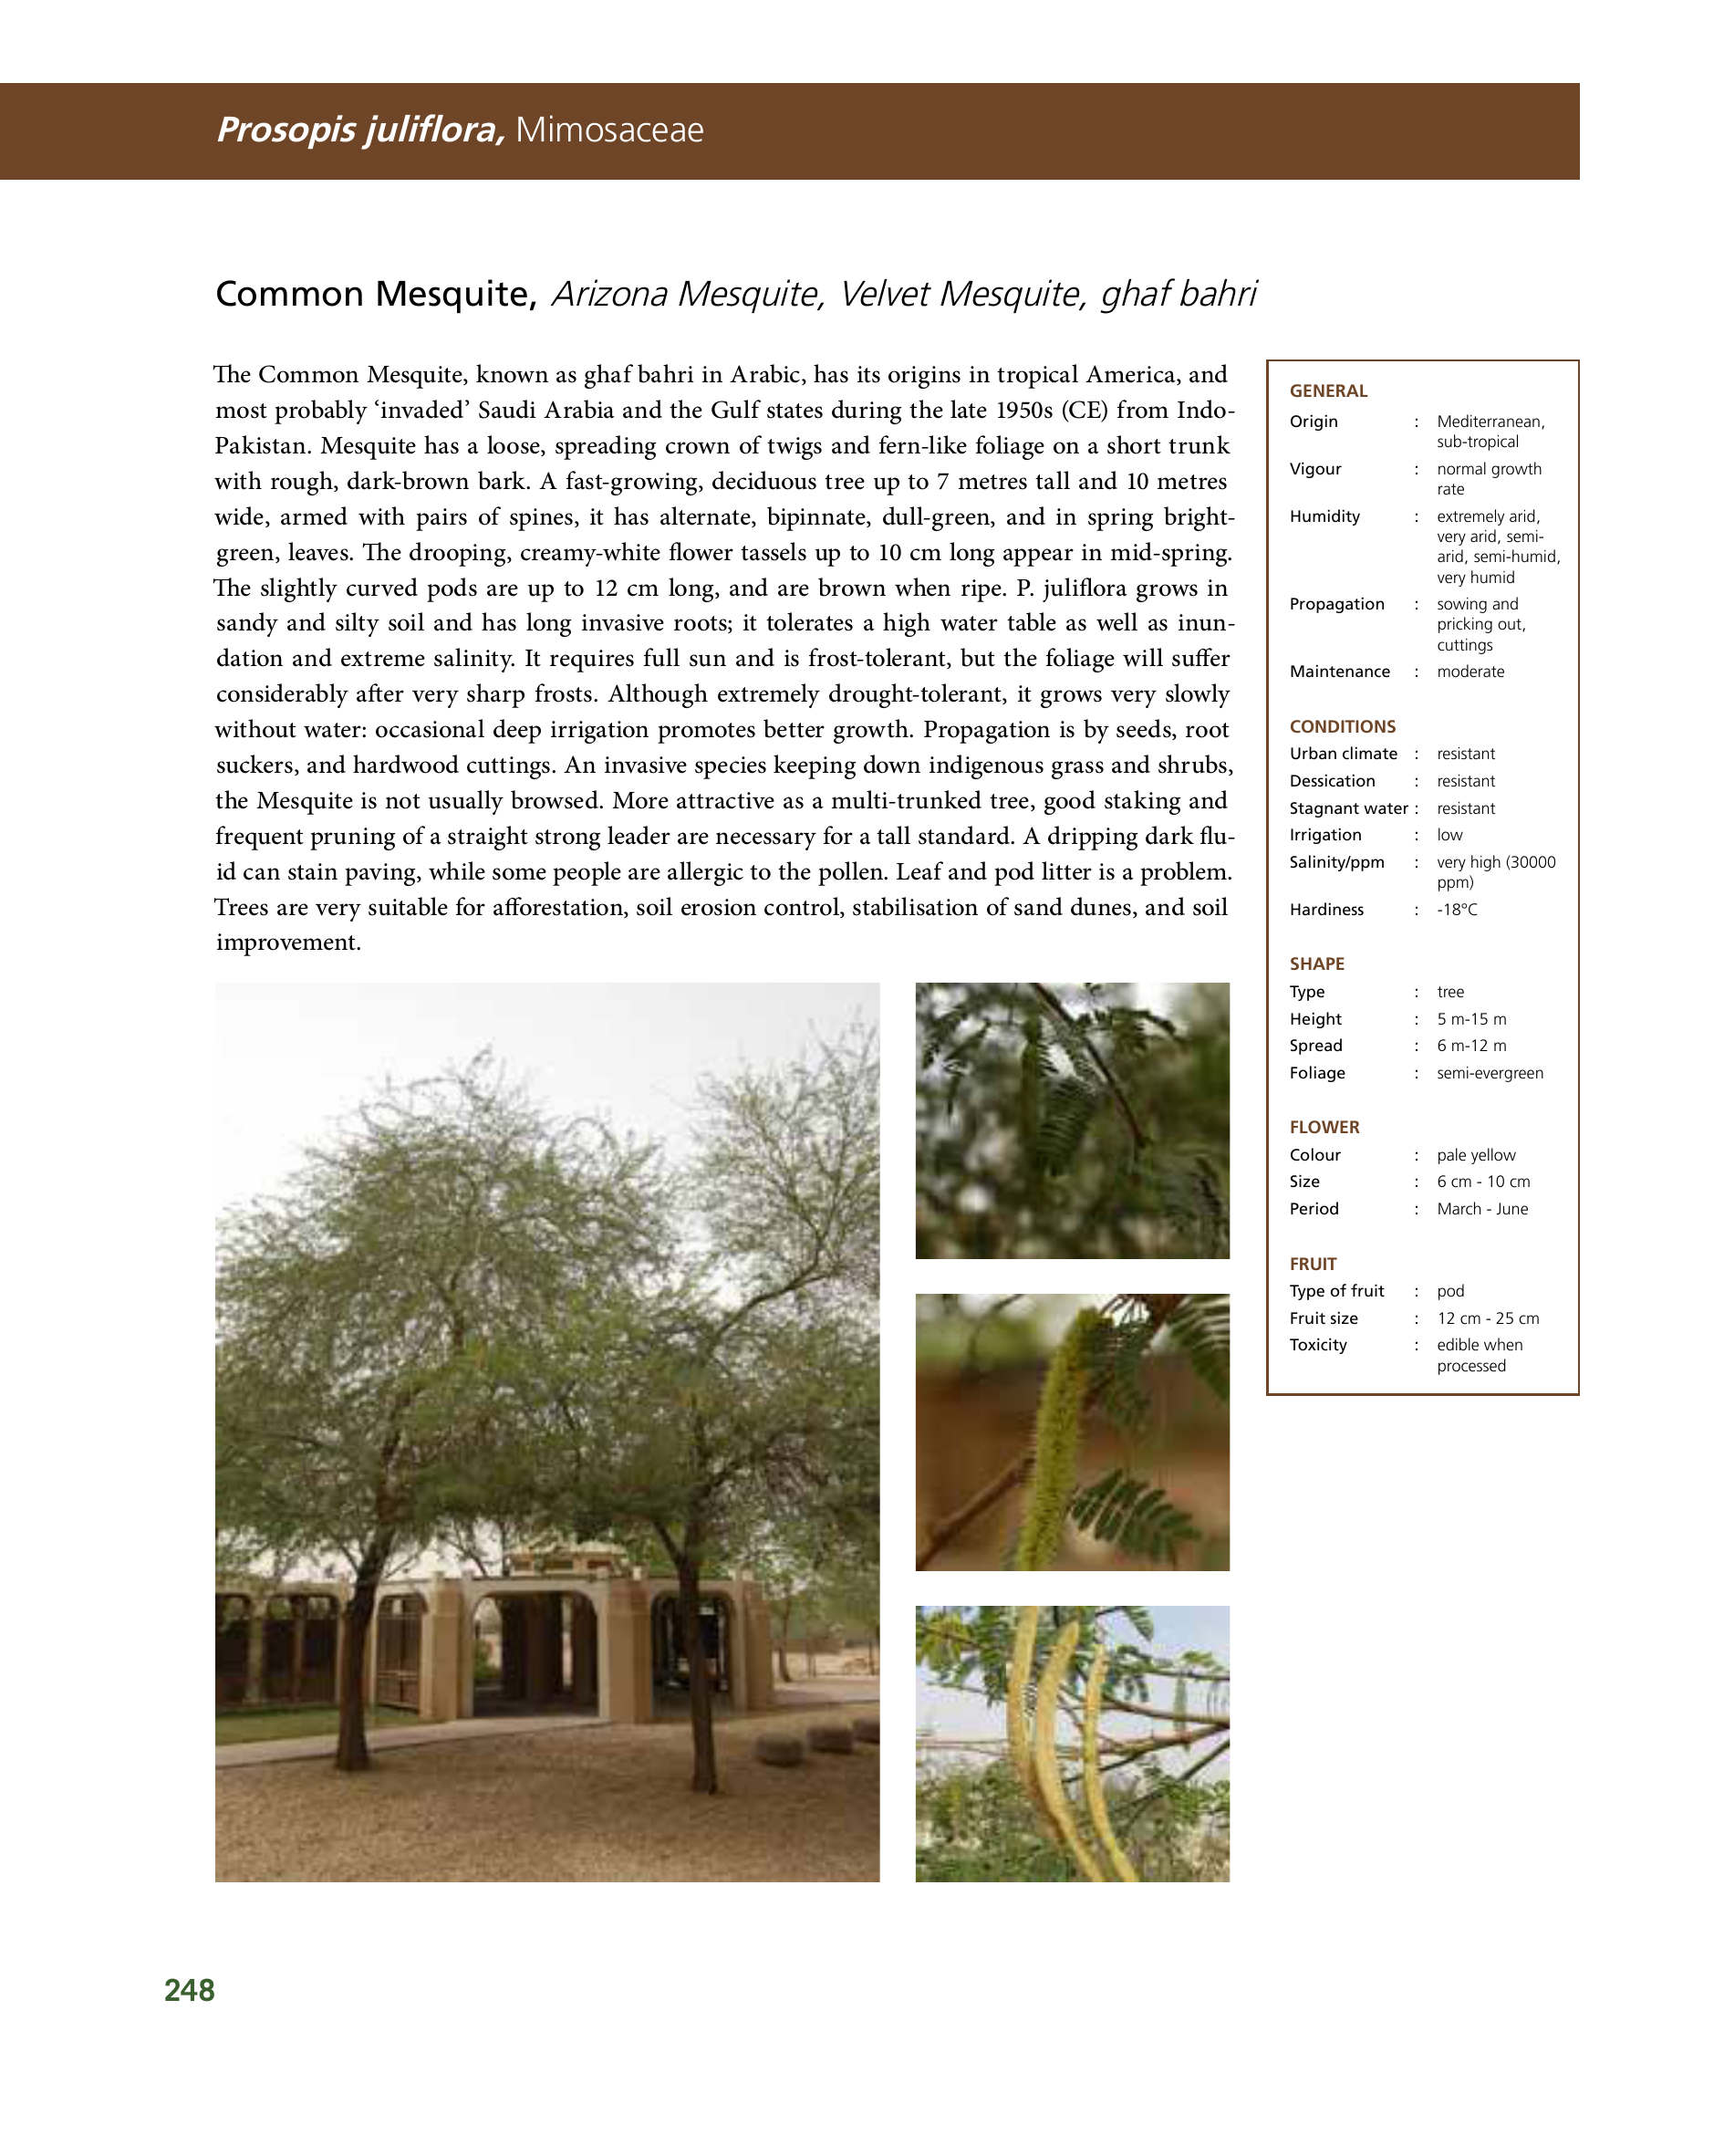 Prosopis juliflora, Mimosaceae
Common Mesquite, Arizona Mesquite, Velvet Mesquite, ghaf bahri
The Common Mesquite, known as ghaf bahri in Arabic, has its origins in tropical America, and
most probably ‘invaded’ Saudi Arabia and the Gulf states during the late 1950s (CE) from Indo-
Pakistan. Mesquite has a loose, spreading crown of twigs and fern-like foliage on a short trunk
with rough, dark-brown bark. A fast-growing, deciduous tree up to 7 metres tall and 10 metres
wide, armed with pairs of spines, it has alternate, bipinnate, dull-green, and in spring bright-
green, leaves. The drooping, creamy-white flower tassels up to 10 cm long appear in mid-spring.
The slightly curved pods are up to 12 cm long, and are brown when ripe. P. juliflora grows in
sandy and silty soil and has long invasive roots; it tolerates a high water table as well as inun-
dation and extreme salinity. It requires full sun and is frost-tolerant, but the foliage will suffer
considerably after very sharp frosts. Although extremely drought-tolerant, it grows very slowly
without water: occasional deep irrigation promotes better growth. Propagation is by seeds, root
suckers, and hardwood cuttings. An invasive species keeping down indigenous grass and shrubs,
the Mesquite is not usually browsed. More attractive as a multi-trunked tree, good staking and
frequent pruning of a straight strong leader are necessary for a tall standard. A dripping dark flu-
id can stain paving, while some people are allergic to the pollen. Leaf and pod litter is a problem.
Trees are very suitable for afforestation, soil erosion control, stabilisation of sand dunes, and soil
improvement.
GENERAL
Origin : Mediterranean,
sub-tropical
Vigour : normal growth
rate
Humidity : extremely arid,
very arid, semi-
arid, semi-humid,
very humid
Propagation : sowing and
pricking out,
cuttings
Maintenance : moderate
CONDITIONS
Urban climate : resistant
Dessication : resistant
Stagnant water : resistant
Irrigation : low
Salinity/ppm : very high (30000
ppm)
Hardiness : -18°C
SHAPE
Type : tree
Height : 5 m-15 m
Spread : 6 m-12 m
Foliage : semi-evergreen
FLOWER
Colour : pale yellow
Size : 6 cm - 10 cm
Period : March - June
FRUIT
Type of fruit : pod
Fruit size : 12 cm - 25 cm
Toxicity : edible when
processed
248